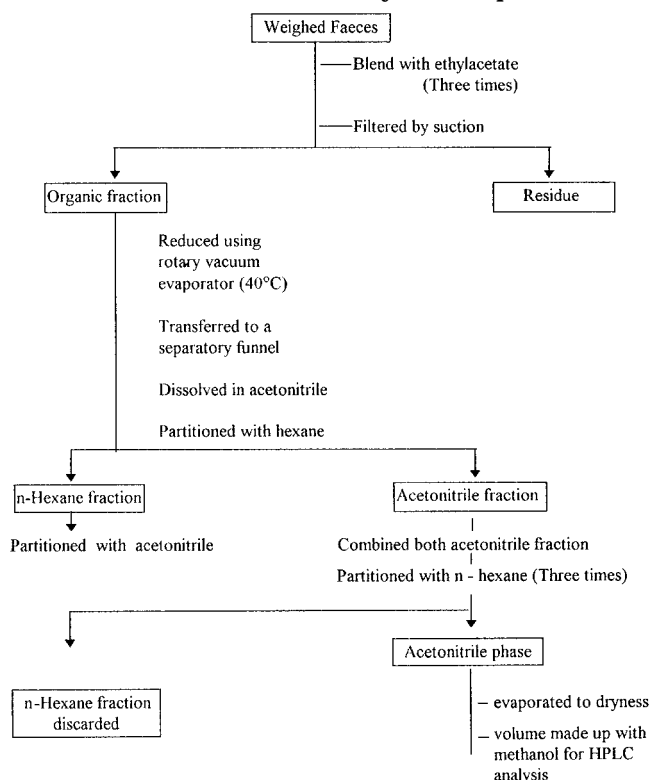 Weighed Faeces
Blend with ethylacetate
(Three times)
Filtered by suction
Organic fraction
Residue
Reduced using
rotary vacuum
evaporator (40°C)
Transferred to a
separatory funnel
Dissolved in acetonitrile
Partitioned with hexane
n-Hexane fraction
Acetonitrile fraction
Partitioned with acetonitrile
Combined both acetonitrile fraction
Partitioned with n - hexane (Three times)
Acetonitrile phase
n-Hexane fraction
discarded
evaporated to dryness
volume made up with
methanol for HPLC
analysis